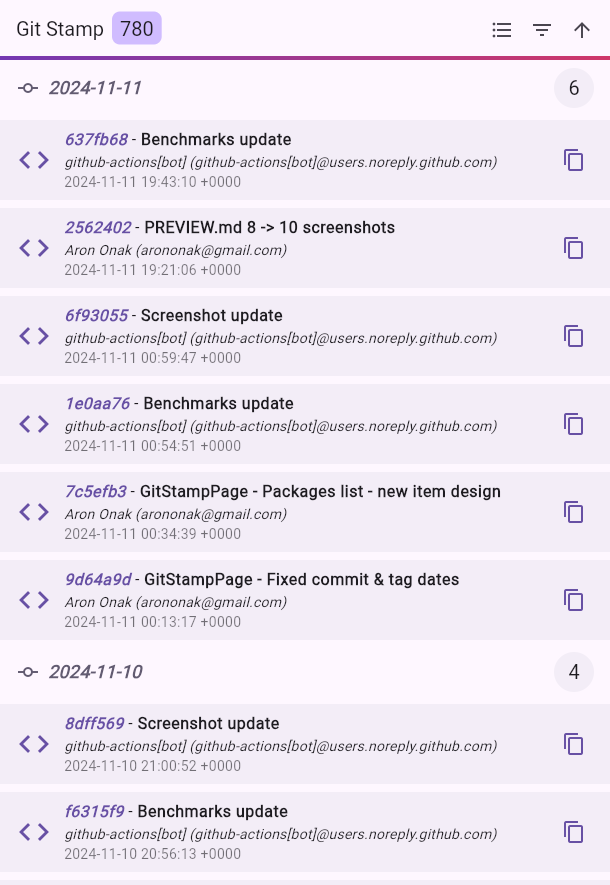 Git Stamp 780
2024-11-11 6
637fb68 - Benchmarks update
github-actions[bot] (github-actions[bot]@users.noreply.github.com)
2024-11-11 19:43:10 +0000
2562402 - PREVIEW.md 8 -> 10 screenshots
Aron Onak (arononak@gmail.com)
2024-11-11 19:21:06 +0000
6f93055 - Screenshot update
github-actions[bot] (github-actions[bot]@users.noreply.github.com)
2024-11-11 00:59:47 +0000
1e0aa76 - Benchmarks update
github-actions[bot] (github-actions[bot]@users.noreply.github.com)
2024-11-11 00:54:51 +0000
7c5efb3 - GitStampPage - Packages list - new item design
Aron Onak (arononak@gmail.com)
2024-11-11 00:34:39 +0000
9d64a9d - GitStampPage - Fixed commit & tag dates
Aron Onak (arononak@gmail.com)
2024-11-11 00:13:17 +0000
2024-11-10 4
8dff569 - Screenshot update
github-actions[bot] (github-actions[bot]@users.noreply.github.com)
2024-11-10 21:00:52 +0000
f6315f9 - Benchmarks update
github-actions[bot] (github-actions[bot]@users.noreply.github.com)
2024-11-10 20:56:13 +0000